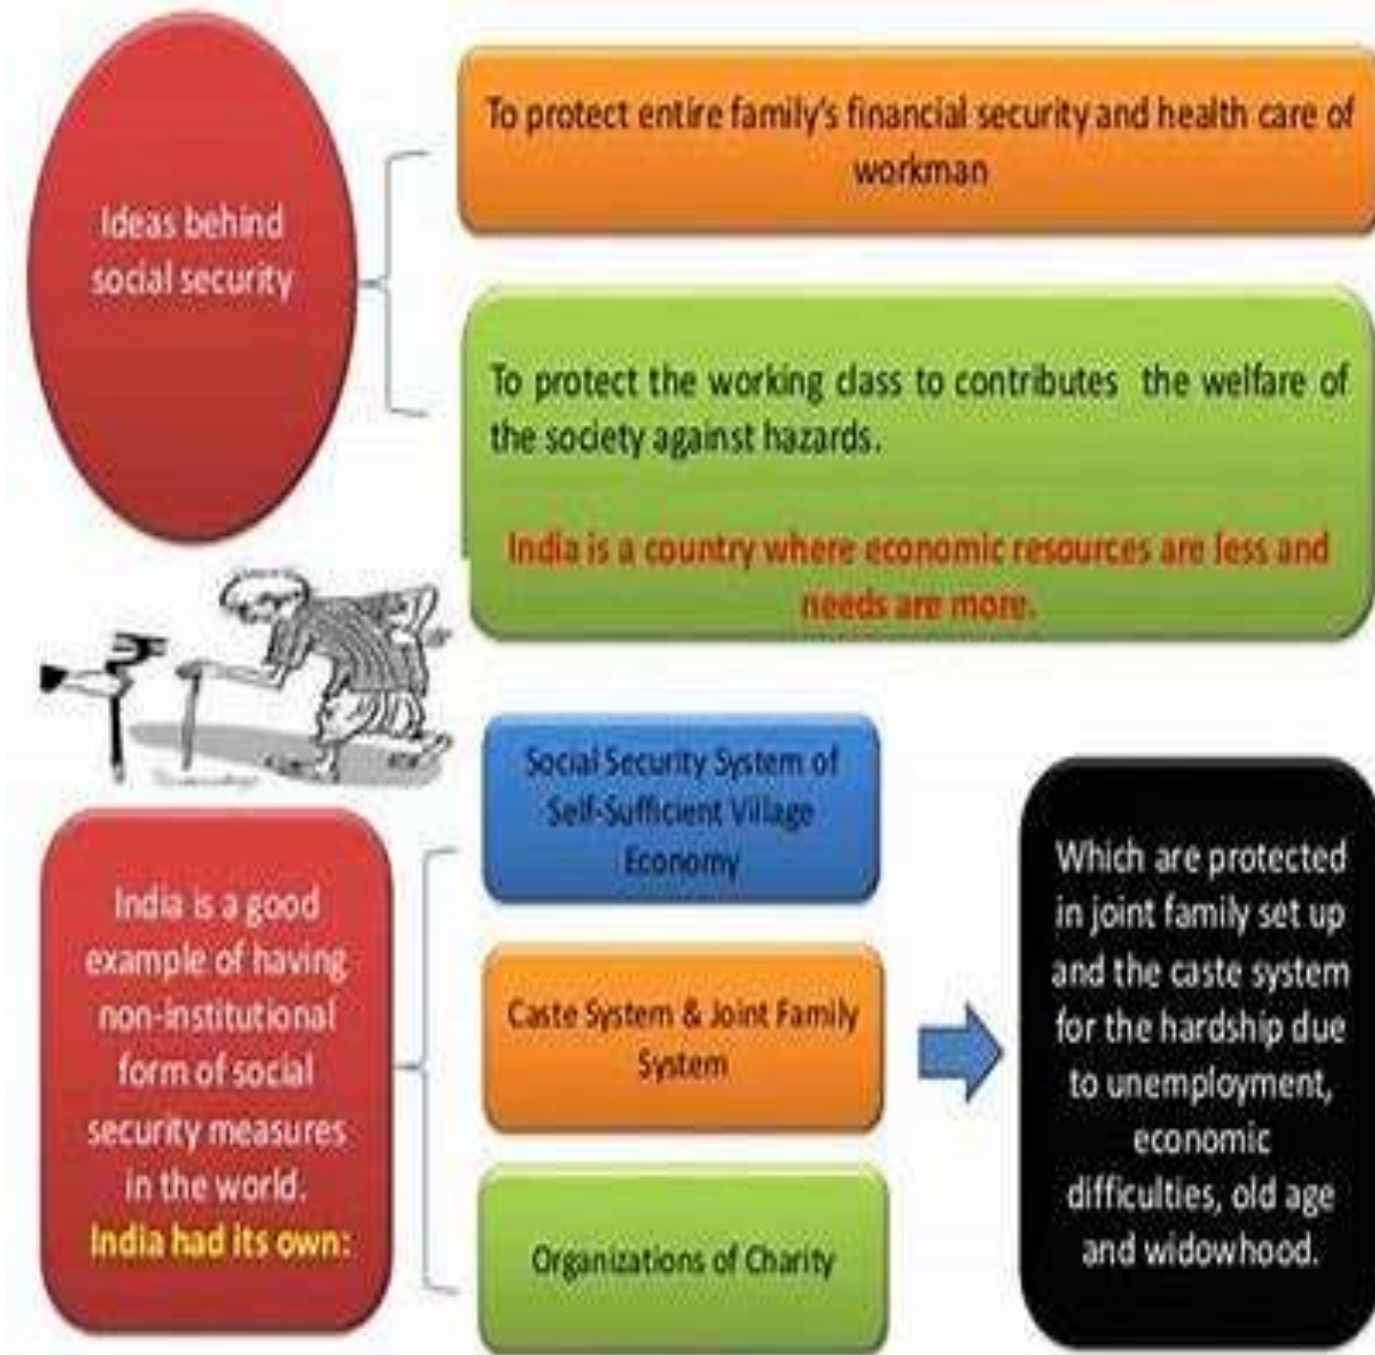 Ideas behind
social security
To protect entire family's financial security and health care of
workman
To protect the working class to contributes the welfare of
the society against hazards.
India is a country where economic resources are less and
needs are more.
India is a good
example of having
non-institutional
form of social
security measures
in the world.
India had its own:
Social Security System of
Self-Sufficient Village
Economy
Caste System & Joint Family
System
Organizations of Charity
Which are protected
in joint family set up
and the caste system
for the hardship due
to unemployment,
economic
difficulties, old age
and widowhood.